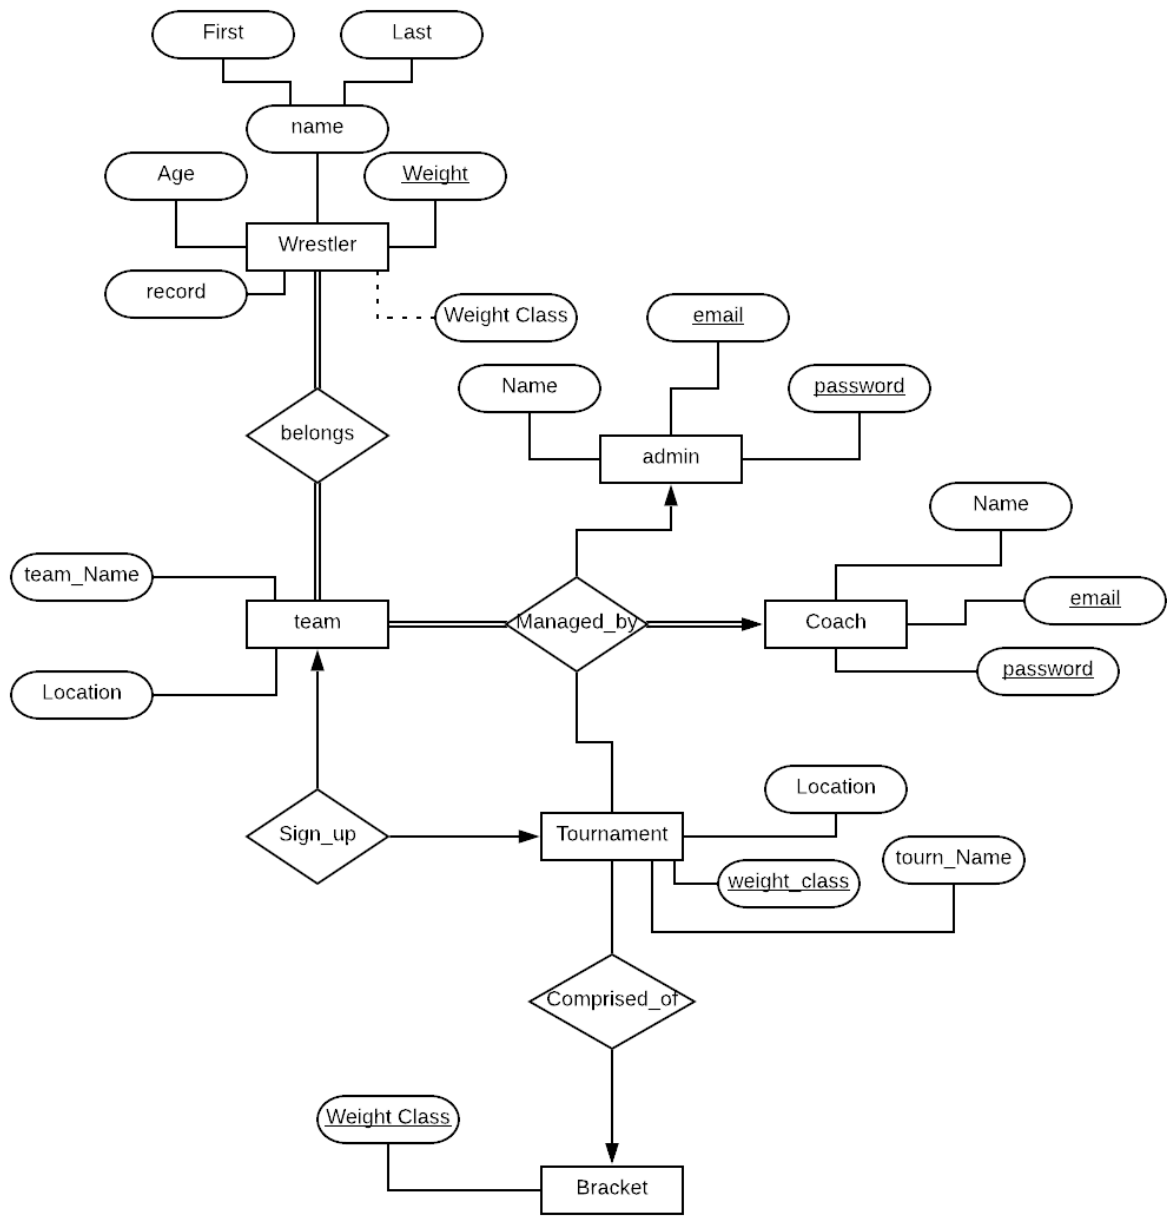 First
Last
name
Age
Weight
Wrestler
record
Weight Class
email
Name
password
admin
belongs
Name
team_Name
email
team
Managed_by
Coach
password
Location
Location
Sign_up
Tournament
tourn_Name
weight_class
Comprised_of
Weight Class
Bracket